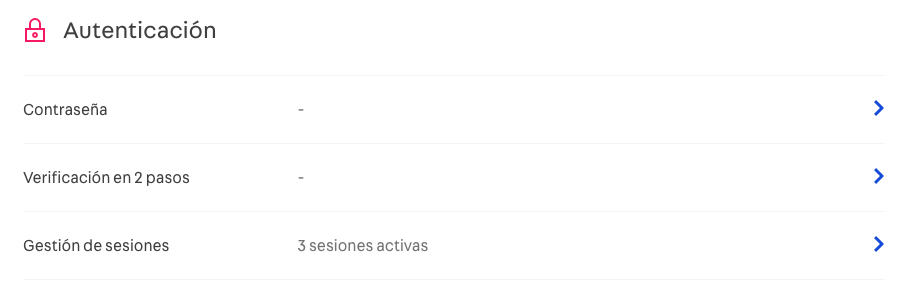 Autenticación
Contraseña -
Verificación en 2 pasos -
Gestión de sesiones 3 sesiones activas